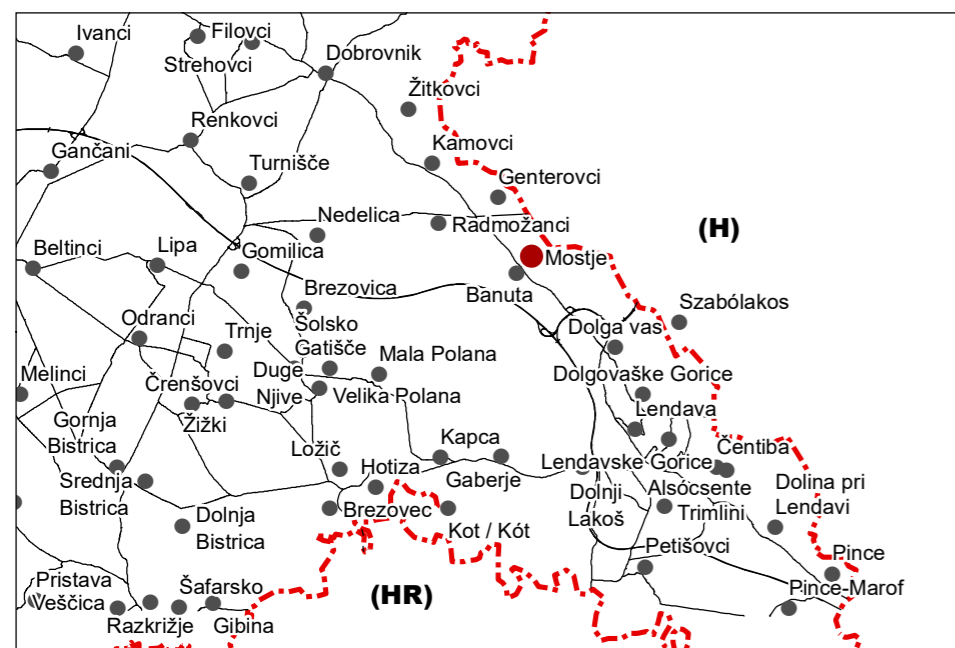 Ivanci
Filovci
Strehovci
Dobrovnik
Žitkovci
Renkovci
Kamovci
Gančani
Turnišče
Genterovci
Nedelica
Radmožanci
(H)
Beltinci
Lipa
Gomilica
Mostje
Brezovica
Banuta
Szabólakos
Odranci
Trnje
Šolsko
Dolga vas
Gatišče
Mala Polana
Melinci
Duge
Dolgovaške Gorice
Črenšovci
Njive
Velika Polana
Gornja
Žižki
Lendava
Bistrica
Ložič
Kapca
Čentiba
Srednja
Hotiza
Lendavske Gorice
Bistrica
Gaberje
Dolnji
Alsócsente
Dolina pri
Dolnja
Brezovec
Lakoš
Trimlini
Lendavi
Bistrica
Kot / Kót
Petišovci
Pince
Pristava
Šafarsko
(HR)
Pince-Marof
Veščica
Razkrižje
Gibina